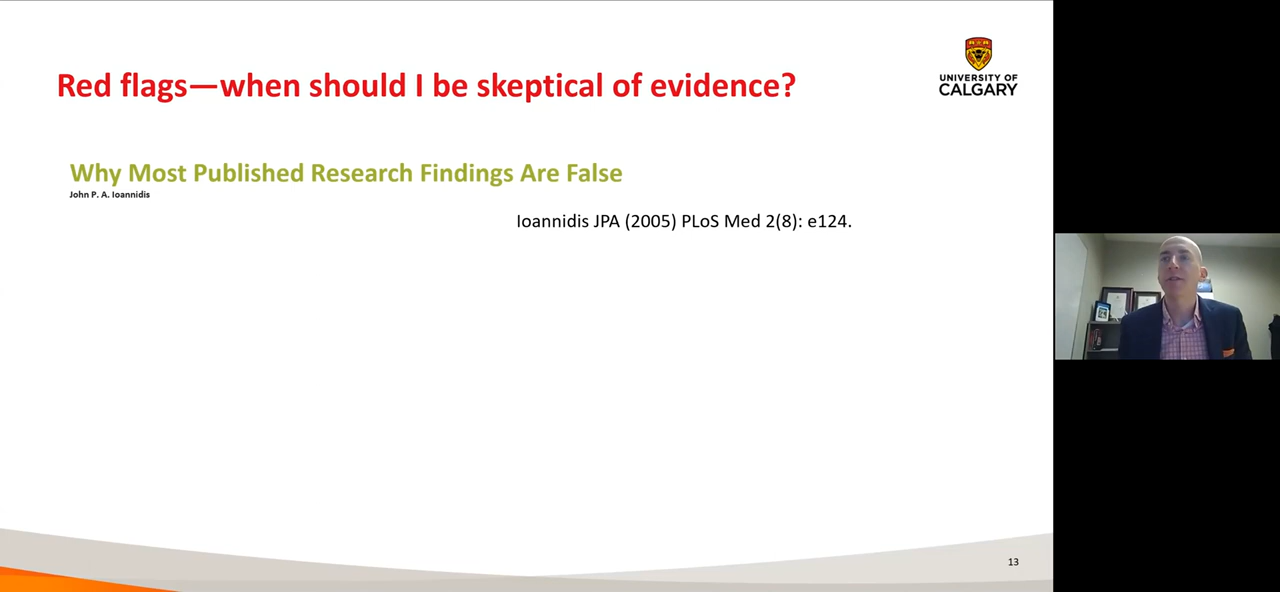 Red flags—when should I be skeptical of evidence?
UNIVERSITY OF
CALGARY
Why Most Published Research Findings Are False
John P. A. Ioannidis
Ioannidis JPA (2005) PLoS Med 2(8): e124.
13